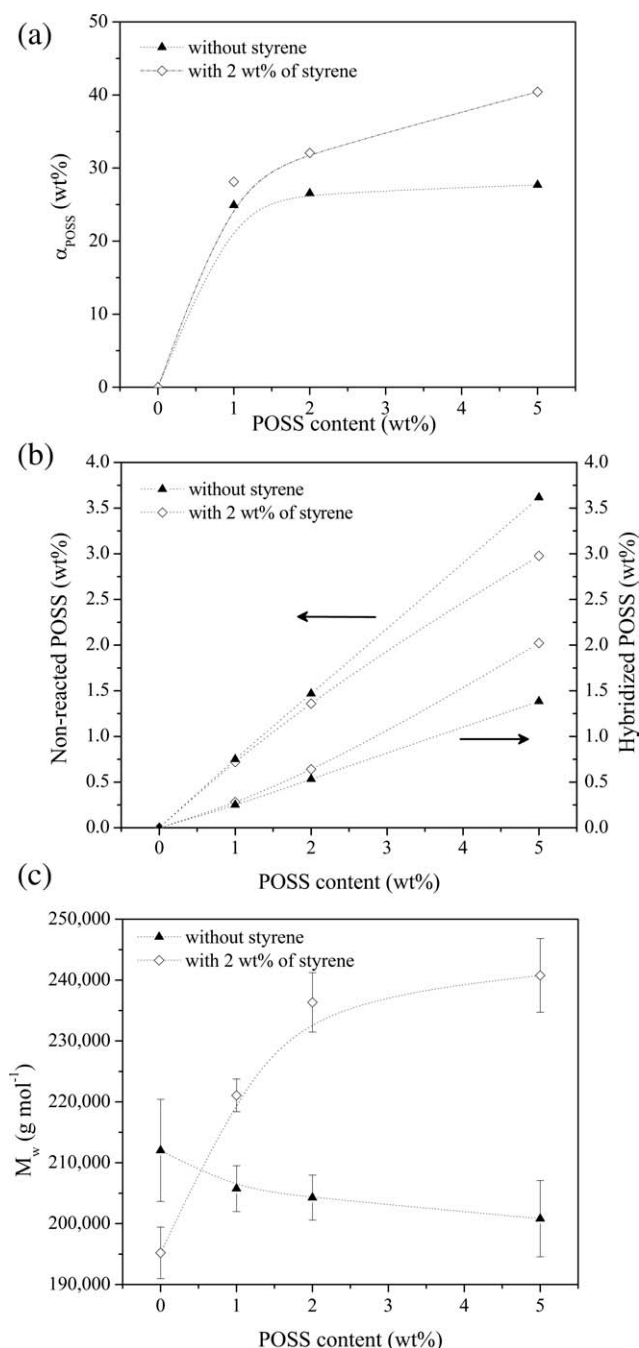 (a)
50
40
30
20
10
0
α_POSS (wt%)
without styrene
with 2 wt% of styrene
0 1 2 3 4 5
POSS content (wt%)
(b)
4.0 4.0
3.5 3.5
3.0 3.0
2.5 2.5
2.0 2.0
1.5 1.5
1.0 1.0
0.5 0.5
0.0 0.0
Non-reacted POSS (wt%)
Hybridized POSS (wt%)
without styrene
with 2 wt% of styrene
0 1 2 3 4 5
POSS content (wt%)
(c)
250,000
240,000
230,000
220,000
210,000
200,000
190,000
M_w (g mol⁻¹)
without styrene
with 2 wt% of styrene
0 1 2 3 4 5
POSS content (wt%)